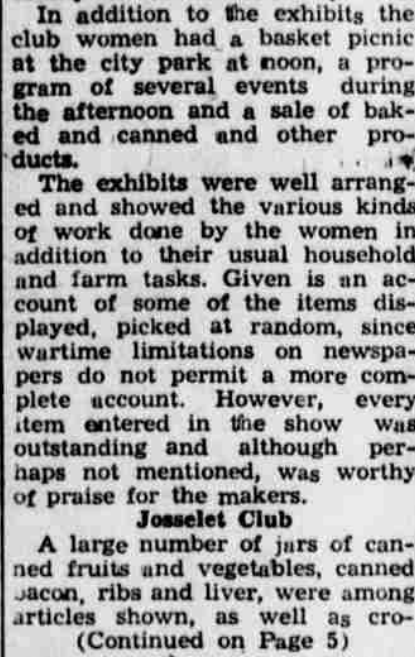 In addition to the exhibits the
club women had a basket picnic
at the city park at noon, a pro-
gram of several events during
the afternoon and a sale of bak-
ed and canned and other pro-
ducts.
The exhibits were well arrang-
ed and showed the various kinds
of work done by the women in
addition to their usual household
and farm tasks. Given is an ac-
count of some of the items dis-
played, picked at random, since
wartime limitations on newspa-
pers do not permit a more com-
plete account. However, every
item entered in the show was
outstanding and although per-
haps not mentioned, was worthy
of praise for the makers.
Josselet Club
A large number of jars of can-
ned fruits and vegetables, canned
bacon, ribs and liver, were among
articles shown, as well as cro-
(Continued on Page 5)